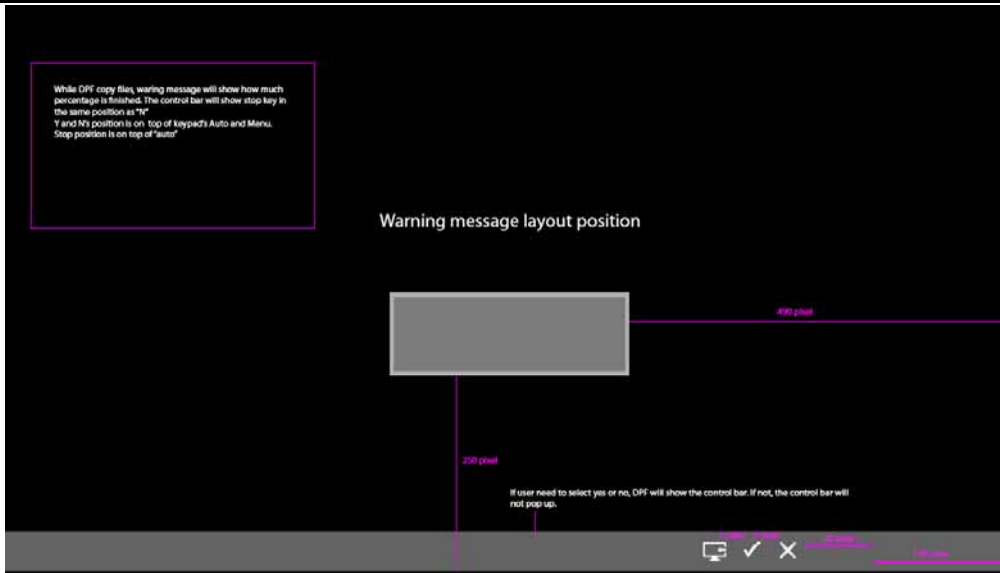 While DPF copy files, waring message will show how much
percentage is finished. The control bar will show stop key in
the same position as "N"
Y and N's position is on top of keypad's Auto and Menu.
Stop position is on top of "auto"
Warning message layout position
490 pixel
250 pixel
If user need to select yes or no, DPF will show the control bar. If not, the control bar will
not pop up.